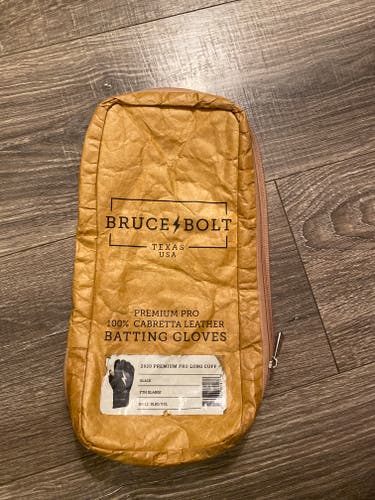 BRUCE BOLT
TEXAS
USA
PREMIUM PRO
100% CABRETTA LEATHER
BATTING GLOVES
2020 PREMIUM PRO LONG CUFF
BLACK